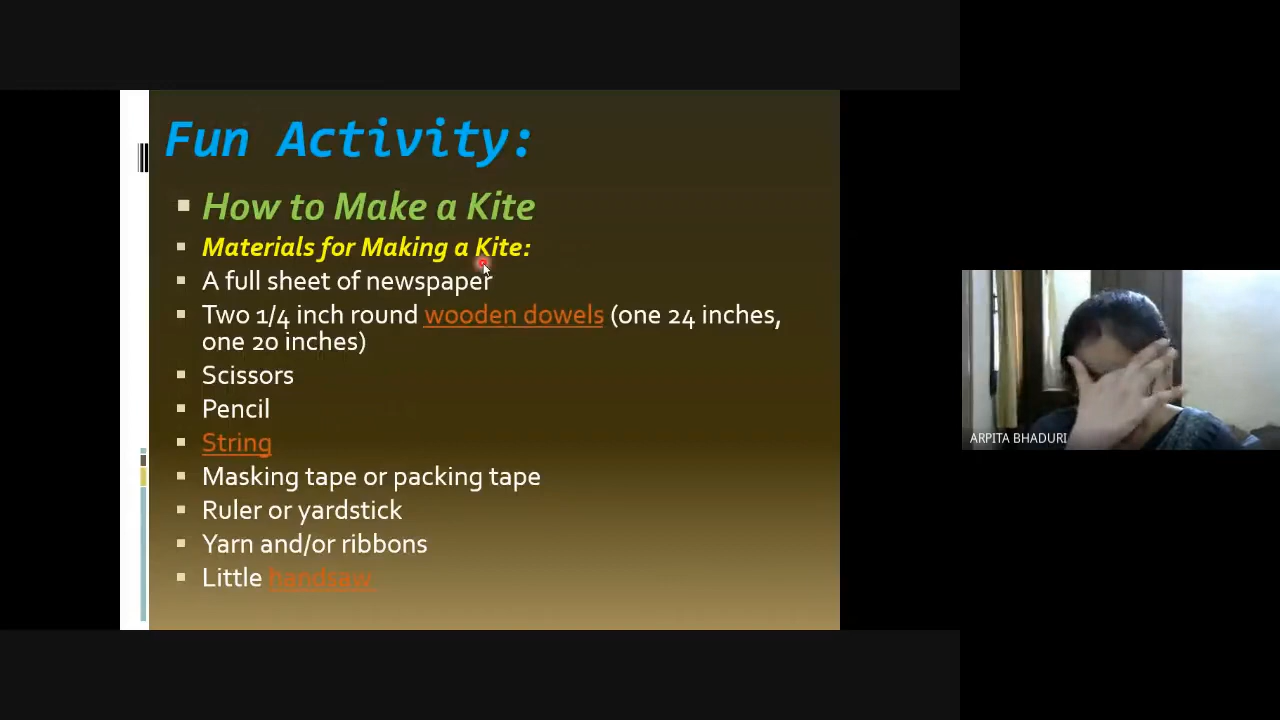 Fun Activity:
How to Make a Kite
Materials for Making a Kite:
A full sheet of newspaper
Two 1/4 inch round wooden dowels (one 24 inches,
one 20 inches)
Scissors
Pencil
String
Masking tape or packing tape
Ruler or yardstick
Yarn and/or ribbons
Little handsaw
ARPITA BHADURI